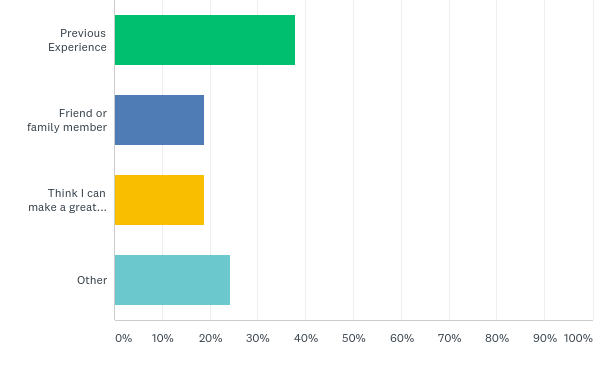 Previous
Experience
Friend or
family member
Think I can
make a great...
Other
0% 10% 20% 30% 40% 50% 60% 70% 80% 90% 100%